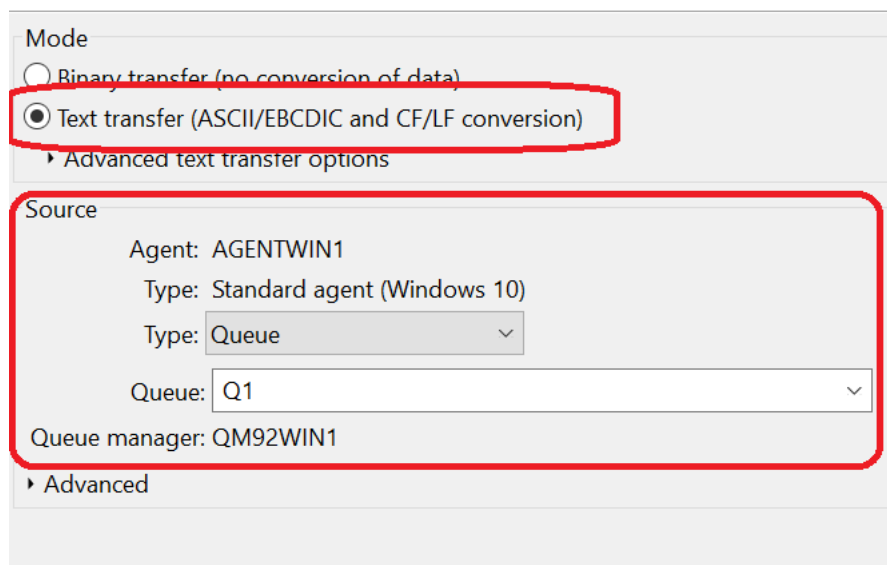 Mode
Binary transfer (no conversion of data)
Text transfer (ASCII/EBCDIC and CF/LF conversion)
Advanced text transfer options
Source
Agent: AGENTWIN1
Type: Standard agent (Windows 10)
Type: Queue
Queue: Q1
Queue manager: QM92WIN1
Advanced